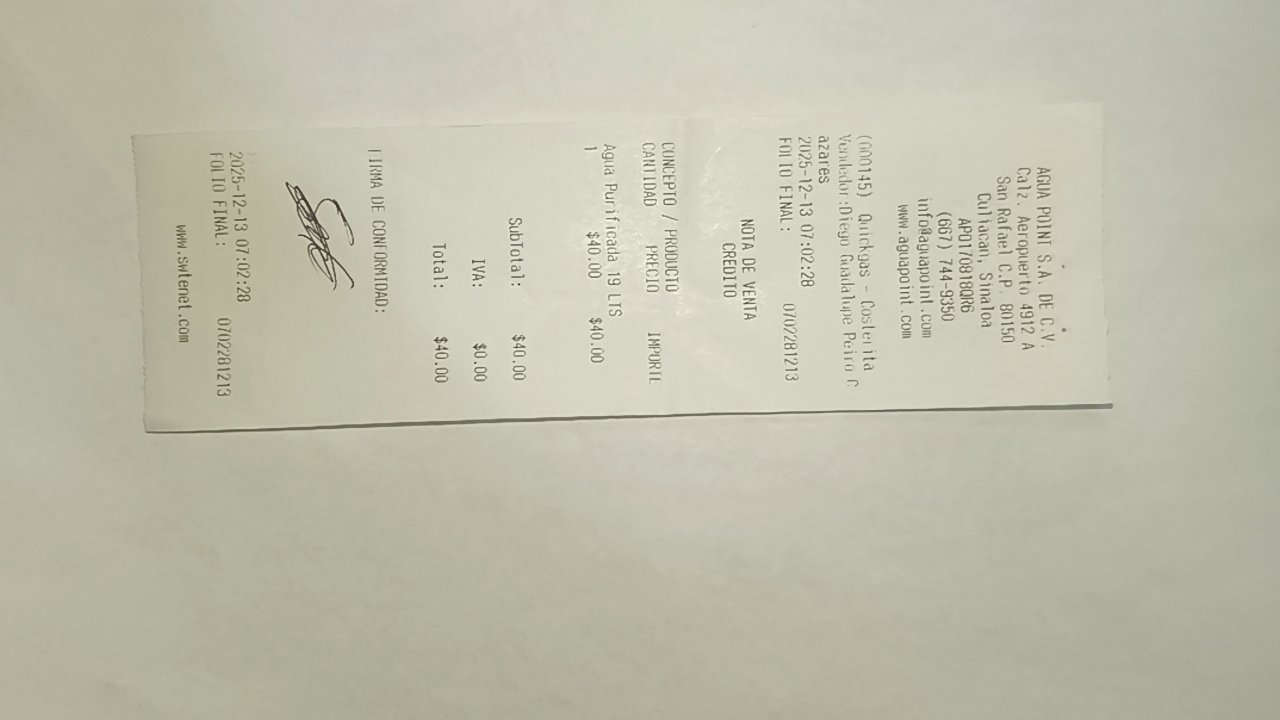 AGUA POINT S.A. DE C.V.
Calz. Aeropuerto 4912 A
San Rafael C.P. 80150
Culiacan, Sinaloa
APO170818QR6
(667) 744-9350
info@aguapoint.com
www.aguapoint.com
(000145) Quickgas - Costerita
Vendedor:Diego Guadalupe Peiro C
azares
2025-12-13 07:02:28
FOLIO FINAL: 0702281213
NOTA DE VENTA
CREDITO
CONCEPTO / PRODUCTO
CANTIDAD PRECIO IMPORTE
Agua Purificada 19 LTS
1 $40.00 $40.00
SubTotal: $40.00
IVA: $0.00
Total: $40.00
FIRMA DE CONFORMIDAD:
2025-12-13 07:02:28
FOLIO FINAL: 0702281213
www.swtenet.com